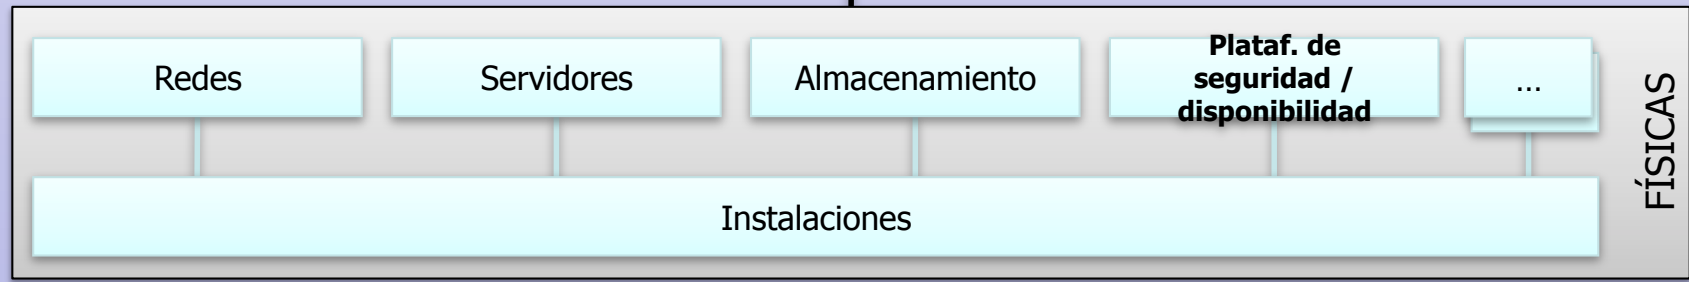 Redes
Servidores
Almacenamiento
Plataf. de
seguridad /
disponibilidad
...
FÍSICAS
Instalaciones